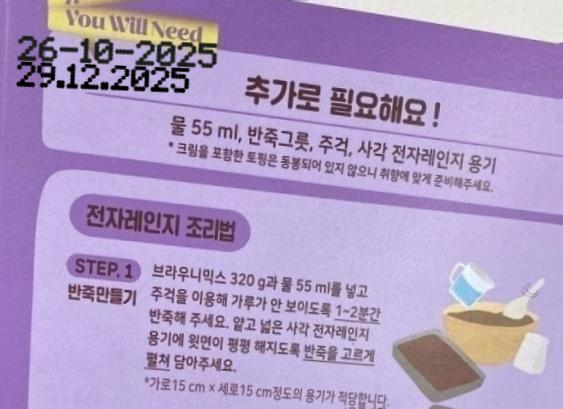 You Will Need
26-10-2025
29.12.2025
추가로 필요해요!
물 55 ml, 반죽그릇, 주걱, 사각 전자레인지 용기
* 크림을 포함한 토핑은 동봉되어 있지 않으니 취향에 맞게 준비해주세요.
전자레인지 조리법
STEP. 1
반죽만들기
브라우니믹스 320 g과 물 55 ml를 넣고
주걱을 이용해 가루가 안 보이도록 1~2분간
반죽해 주세요. 얇고 넓은 사각 전자레인지
용기에 윗면이 평평 해지도록 반죽을 고르게
펼쳐 담아주세요.
*가로15 cm × 세로15 cm정도의 용기가 적당합니다.